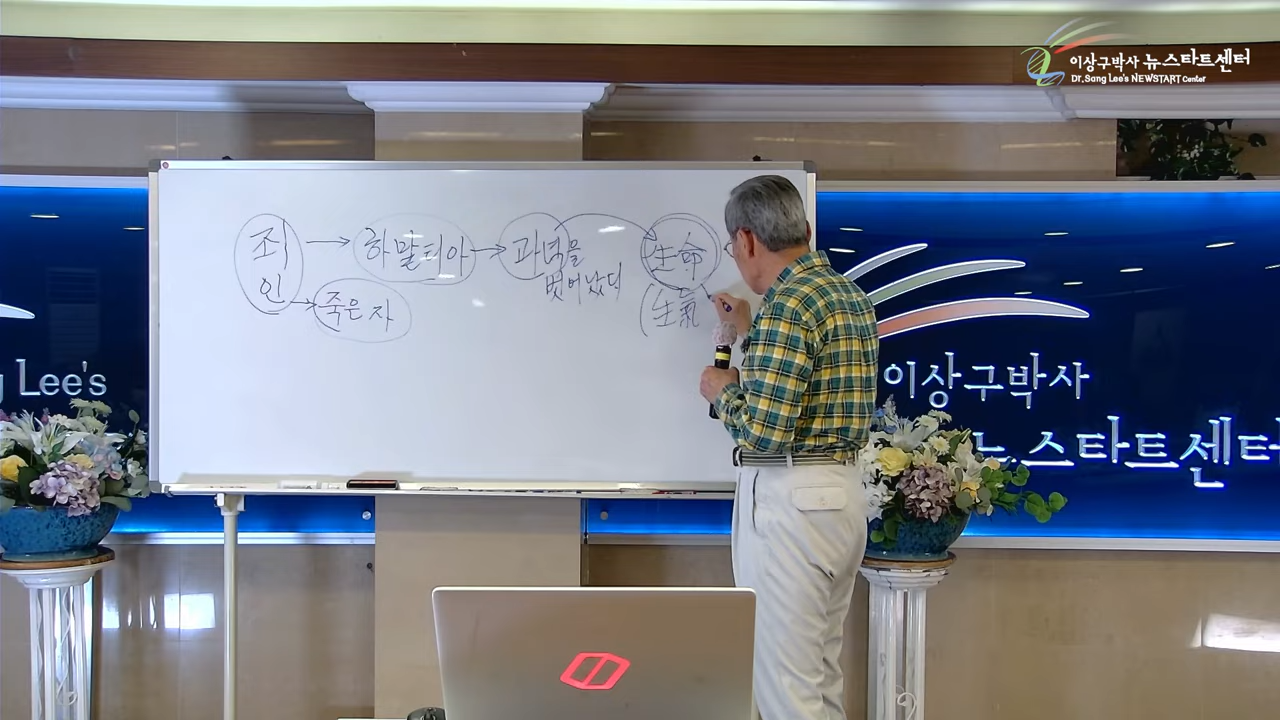 이상구박사 뉴스타트센터
Dr. Sang Lee's NEWSTART Center
죄인 → 하말티아 → 과녁을 벗어났다 生命
→ 죽은 자 (生氣
g Lee's
이상구박사
뉴스타트센터